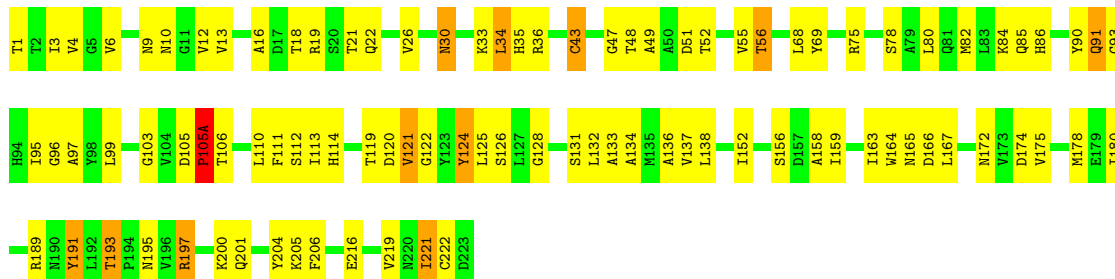 T1 T2 I3 V4 G5 V6 N9 N10 G11 V12 V13 A16 D17 T18 R19 S20 T21 Q22 V26 N30 K33 L34 H35 R36 C43 G47 T48 A49 A50 D51 T52 V55 T56 L68 Y69 R75 S78 A79 L80 Q81 M82 L83 K84 Q85 H86 Y90 Q91
H94 I95 G96 A97 Y98 L99 G103 V104 D105 P105A T106 L110 F111 S112 I113 H114 T119 D120 V121 G122 Y123 Y124 L125 S126 L127 G128 S131 L132 A133 A134 M135 A136 V137 L138 I152 S156 D157 A158 I159 I163 W164 N165 D166 L167 N172 V173 D174 V175 M178 E179
R189 N190 Y191 L192 T193 P194 N195 V196 R197 K200 Q201 Y204 K205 F206 E216 V219 N220 I221 C222 D223